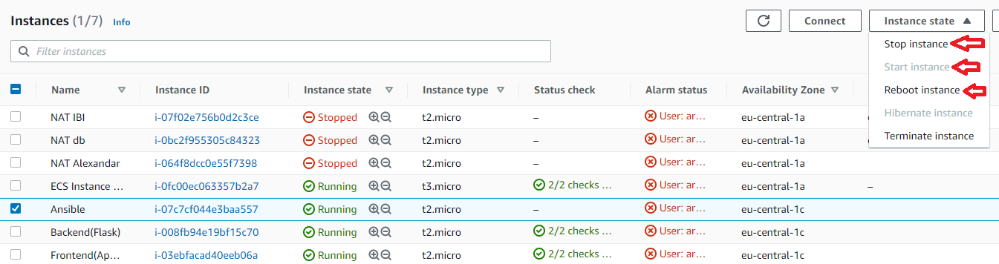 Instances (1/7) Info Connect Instance state
Filter instances
Stop instance
Start instance
Reboot instance
Hibernate instance
Terminate instance
Name Instance ID Instance state Instance type Status check Alarm status Availability Zone
NAT IBI i-07f02e756b0d2c3ce Stopped t2.micro – User: ar… eu-central-1a
NAT db i-0bc2f955305c84323 Stopped t2.micro – User: ar… eu-central-1a
NAT Alexandar i-064f8dcc0e55f7398 Stopped t2.micro – User: ar… eu-central-1a
ECS Instance … i-0fc00ec063357b2a7 Running t3.micro 2/2 checks … User: ar… eu-central-1a –
Ansible i-07c7cf044e3baa557 Running t2.micro – User: ar… eu-central-1c
Backend(Flask) i-008fb94e19bf15c70 Running t2.micro 2/2 checks … User: ar… eu-central-1c
Frontend(Ap… i-03ebfacad40eeb06a Running t2.micro 2/2 checks … User: ar… eu-central-1c